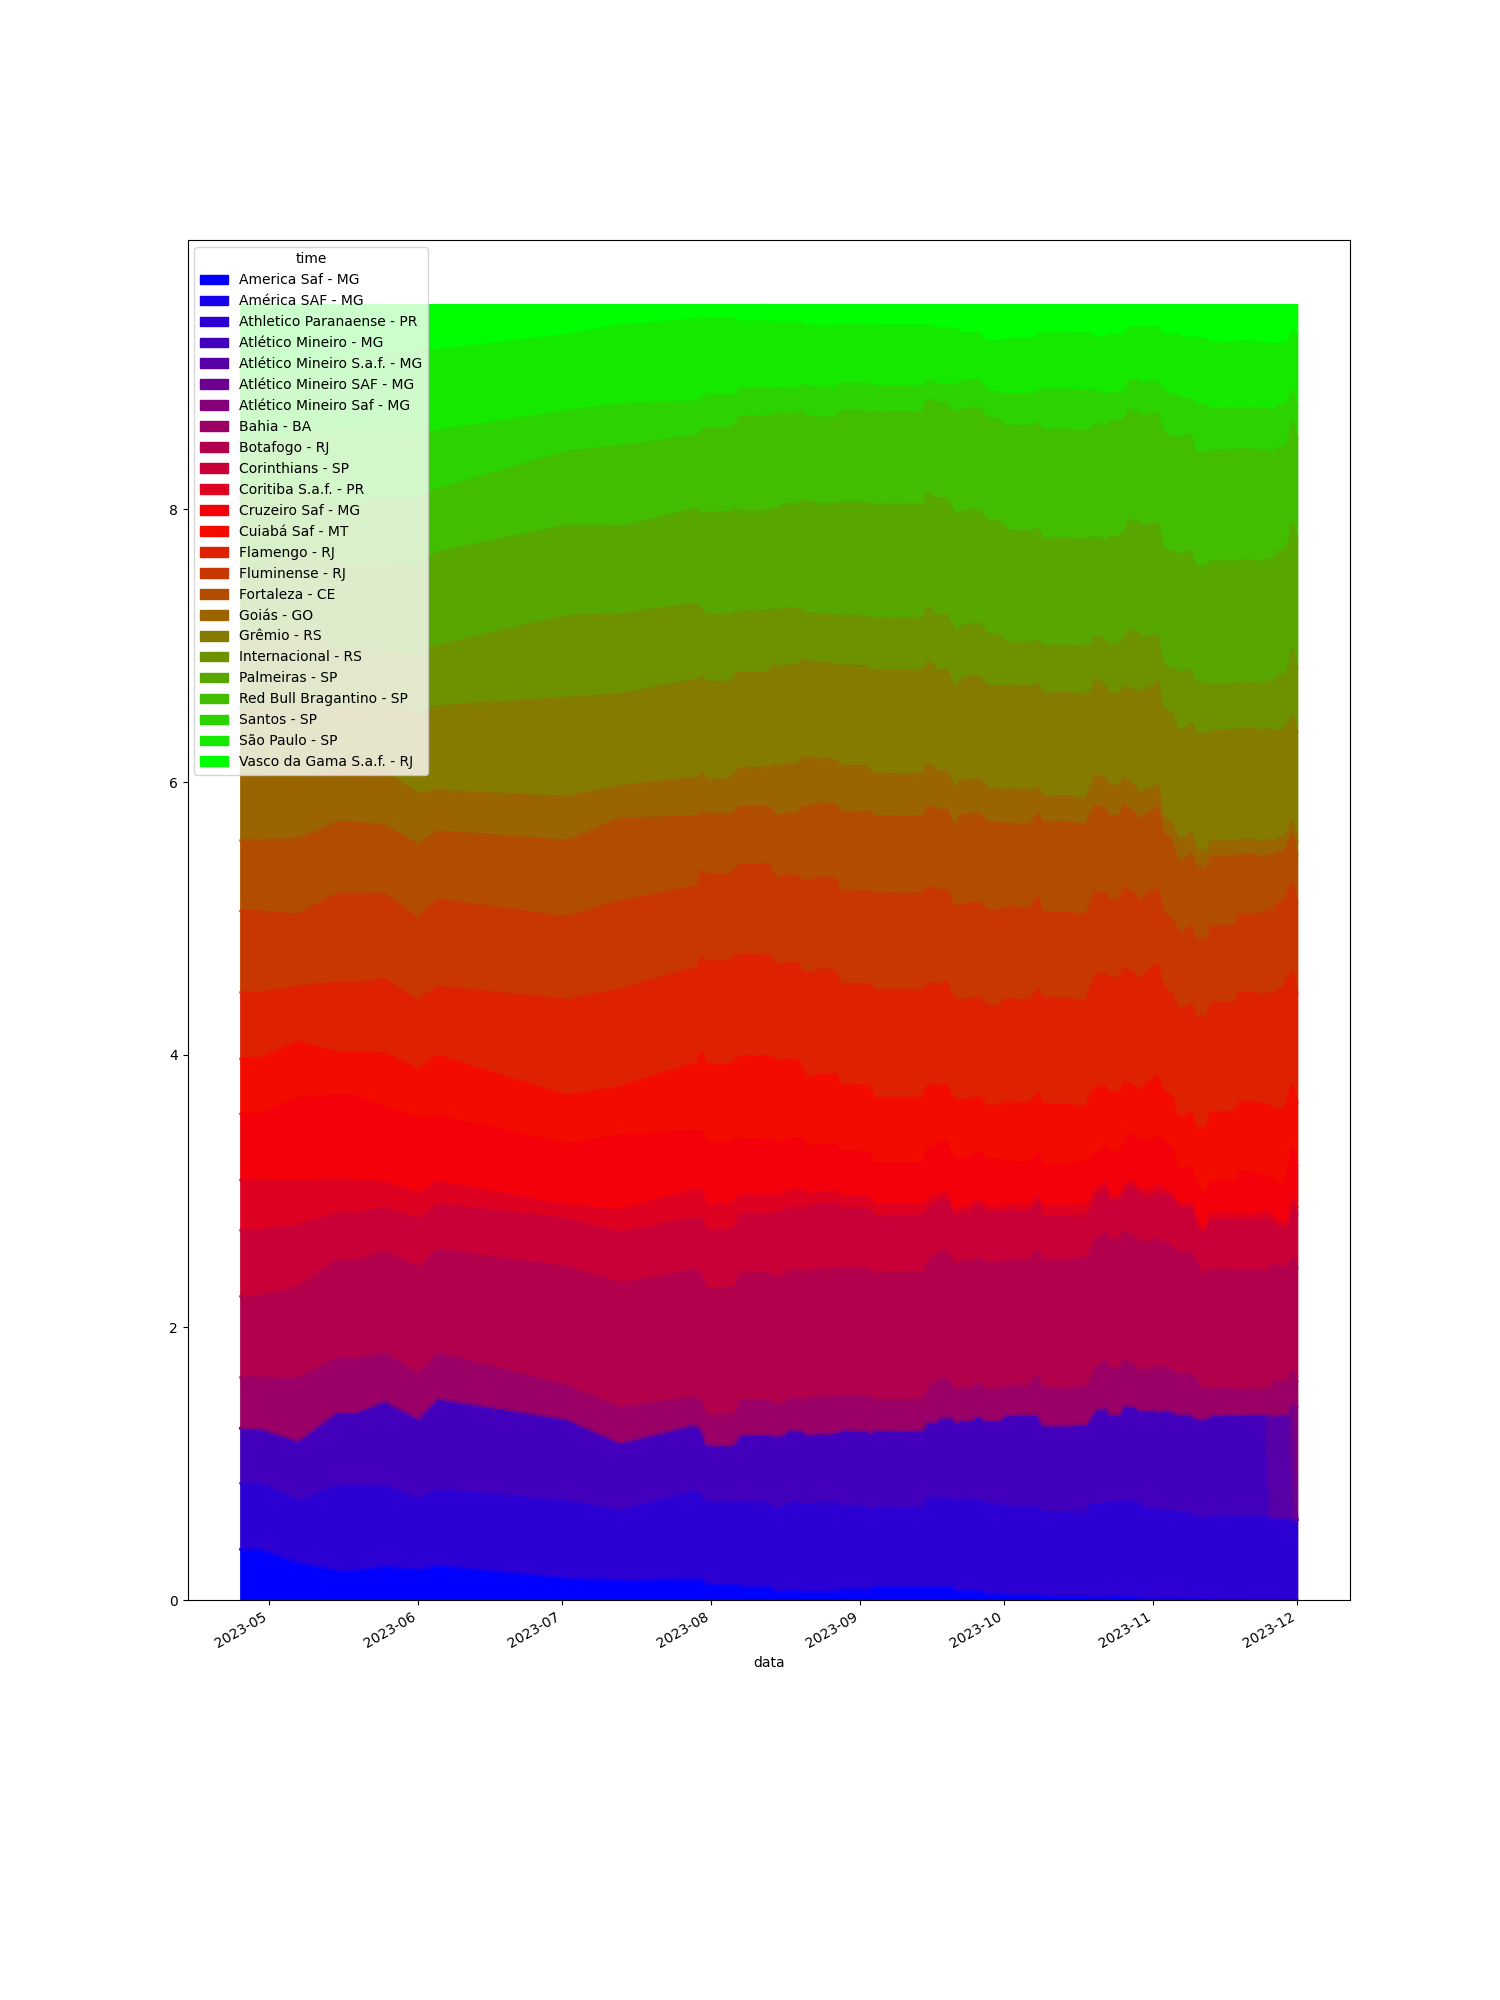 time
America Saf - MG
América SAF - MG
Athletico Paranaense - PR
Atlético Mineiro - MG
Atlético Mineiro S.a.f. - MG
Atlético Mineiro SAF - MG
Atlético Mineiro Saf - MG
Bahia - BA
Botafogo - RJ
Corinthians - SP
Coritiba S.a.f. - PR
Cruzeiro Saf - MG
Cuiabá Saf - MT
Flamengo - RJ
Fluminense - RJ
Fortaleza - CE
Goiás - GO
Grêmio - RS
Internacional - RS
Palmeiras - SP
Red Bull Bragantino - SP
Santos - SP
São Paulo - SP
Vasco da Gama S.a.f. - RJ
8
6
4
2
0
2023-05
2023-06
2023-07
2023-08
2023-09
2023-10
2023-11
2023-12
data